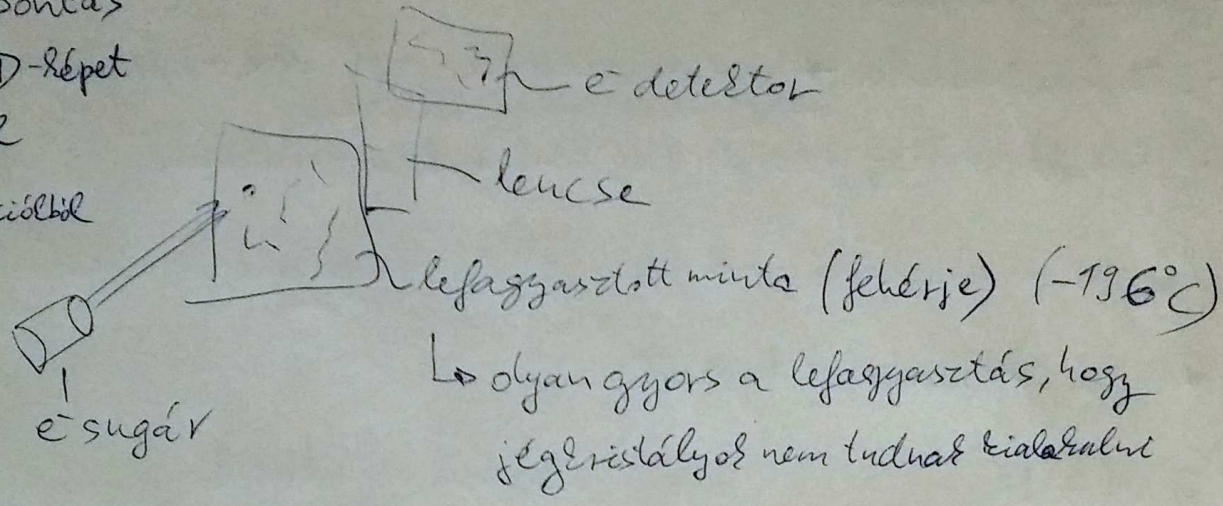 D-képet
e⁻ detektor
lencse
lefagyasztott minta (fehérje) (-196°C)
↳ olyan gyors a lefagyasztás, hogy
jégkristályok nem tudnak kialakulni
e⁻ sugár